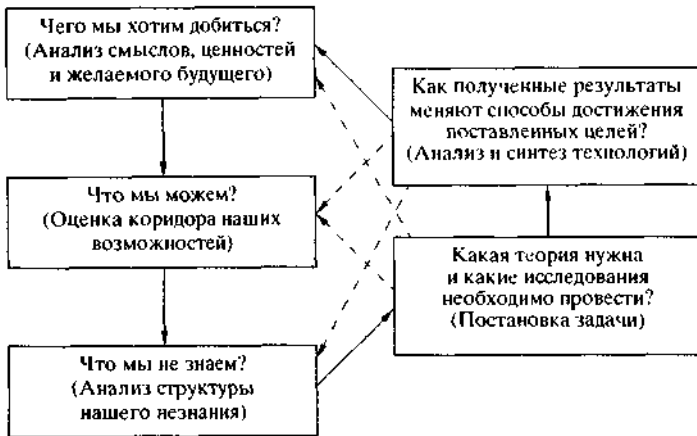 Чего мы хотим добиться?
(Анализ смыслов, ценностей
и желаемого будущего)
Что мы можем?
(Оценка коридора наших
возможностей)
Что мы не знаем?
(Анализ структуры
нашего незнания)
Как полученные результаты
меняют способы достижения
поставленных целей?
(Анализ и синтез технологий)
Какая теория нужна
и какие исследования
необходимо провести?
(Постановка задачи)